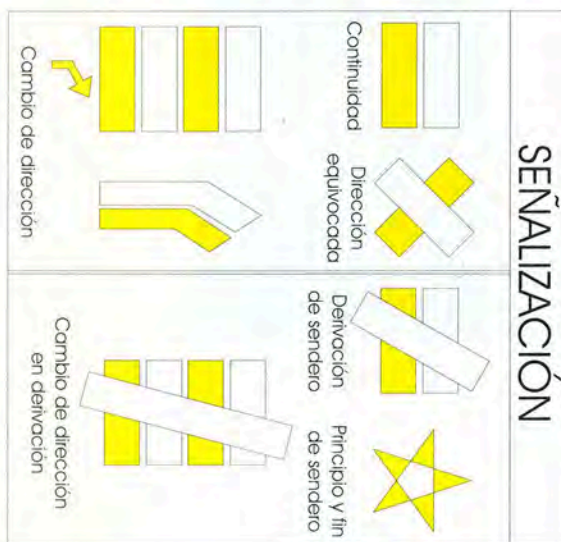 SEÑALIZACIÓN
Continuidad
Dirección
equivocada
Derivación
de sendero
Principio y fin
de sendero
Cambio de dirección
Cambio de dirección
en derivación